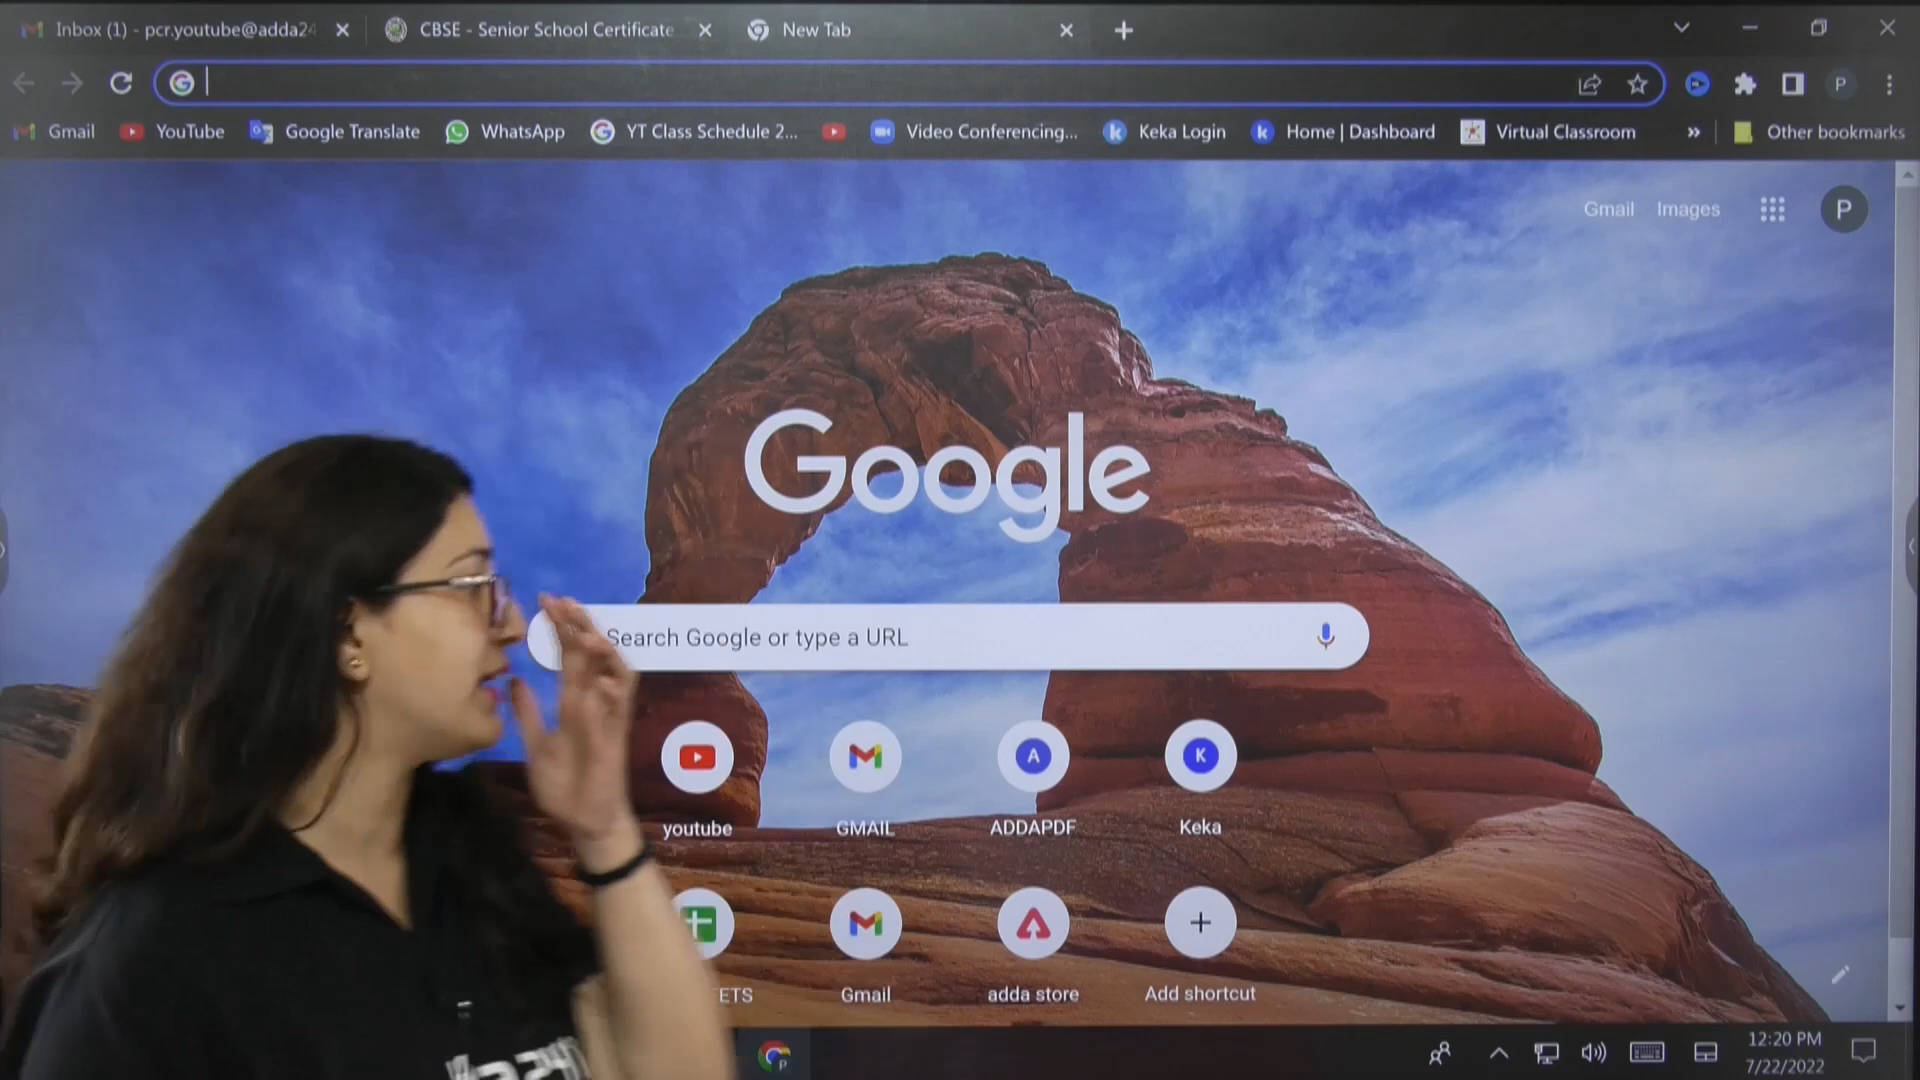 Inbox (1) - pcr.youtube@adda24
CBSE - Senior School Certificate
New Tab
P
Gmail
YouTube
Google Translate
WhatsApp
YT Class Schedule 2...
Video Conferencing...
Keka Login
Home | Dashboard
Virtual Classroom
»
Other bookmarks
Gmail
Images
P
Google
Search Google or type a URL
A
K
youtube
GMAIL
ADDAPDF
Keka
ETS
Gmail
adda store
Add shortcut
12:20 PM
7/22/2022